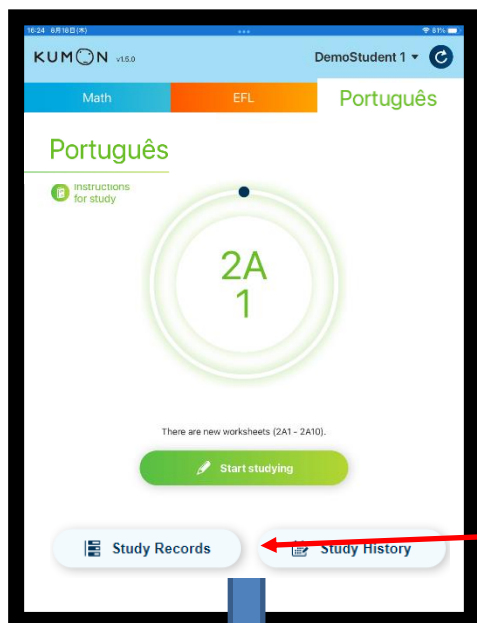 16:24 6月16日(木) 61%
KUMON v1.5.0 DemoStudent 1
Math EFL Português
Português
Instructions
for study
2A
1
There are new worksheets (2A1 - 2A10).
Start studying
Study Records Study History